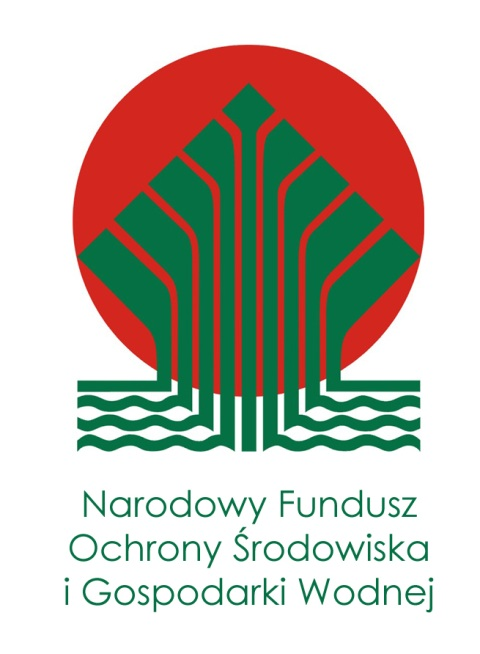 Narodowy Fundusz
Ochrony Środowiska
i Gospodarki Wodnej